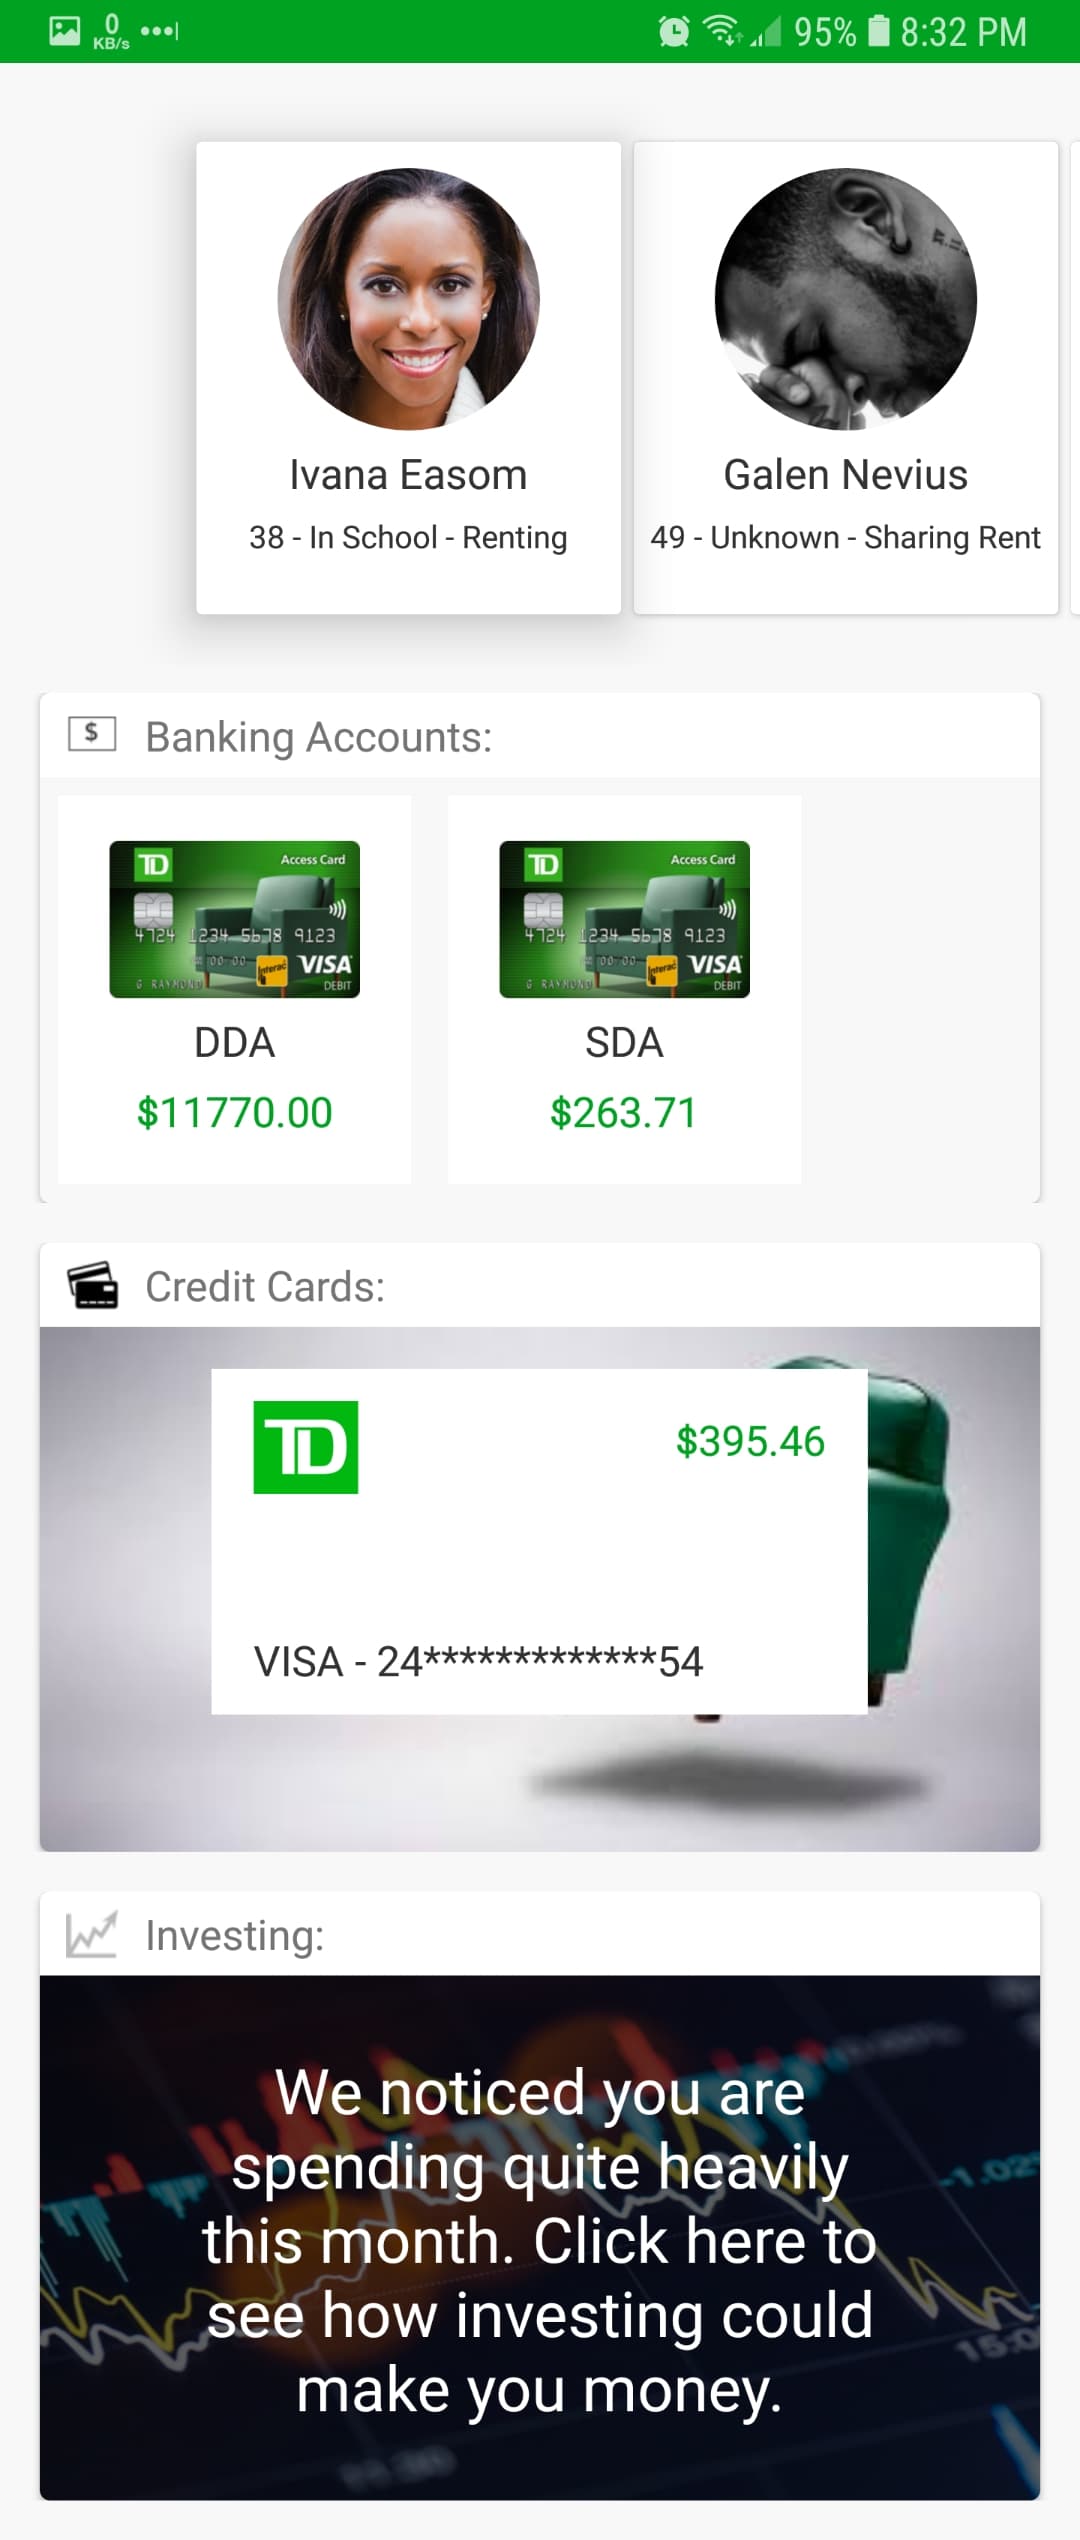 0
KB/s
95% 8:32 PM
Ivana Easom
38 - In School - Renting
Galen Nevius
49 - Unknown - Sharing Rent
$ Banking Accounts:
TD Access Card
4724 1234 5678 9123
00 00 Interac VISA
G RAYMOND DEBIT
DDA
$11770.00
TD Access Card
4724 1234 5678 9123
00 00 Interac VISA
G RAYMOND DEBIT
SDA
$263.71
Credit Cards:
TD $395.46
VISA - 24*************54
Investing:
We noticed you are
spending quite heavily
this month. Click here to
see how investing could
make you money.